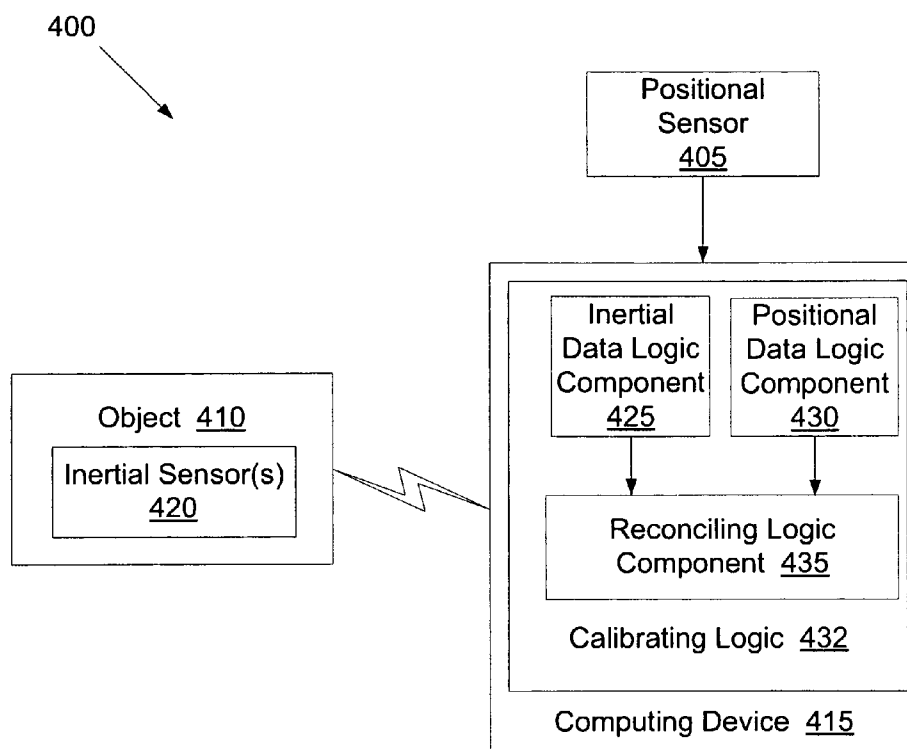 400
Positional
Sensor
405
Inertial
Data Logic
Component
425
Positional
Data Logic
Component
430
Object 410
Inertial Sensor(s)
420
Reconciling Logic
Component 435
Calibrating Logic 432
Computing Device 415